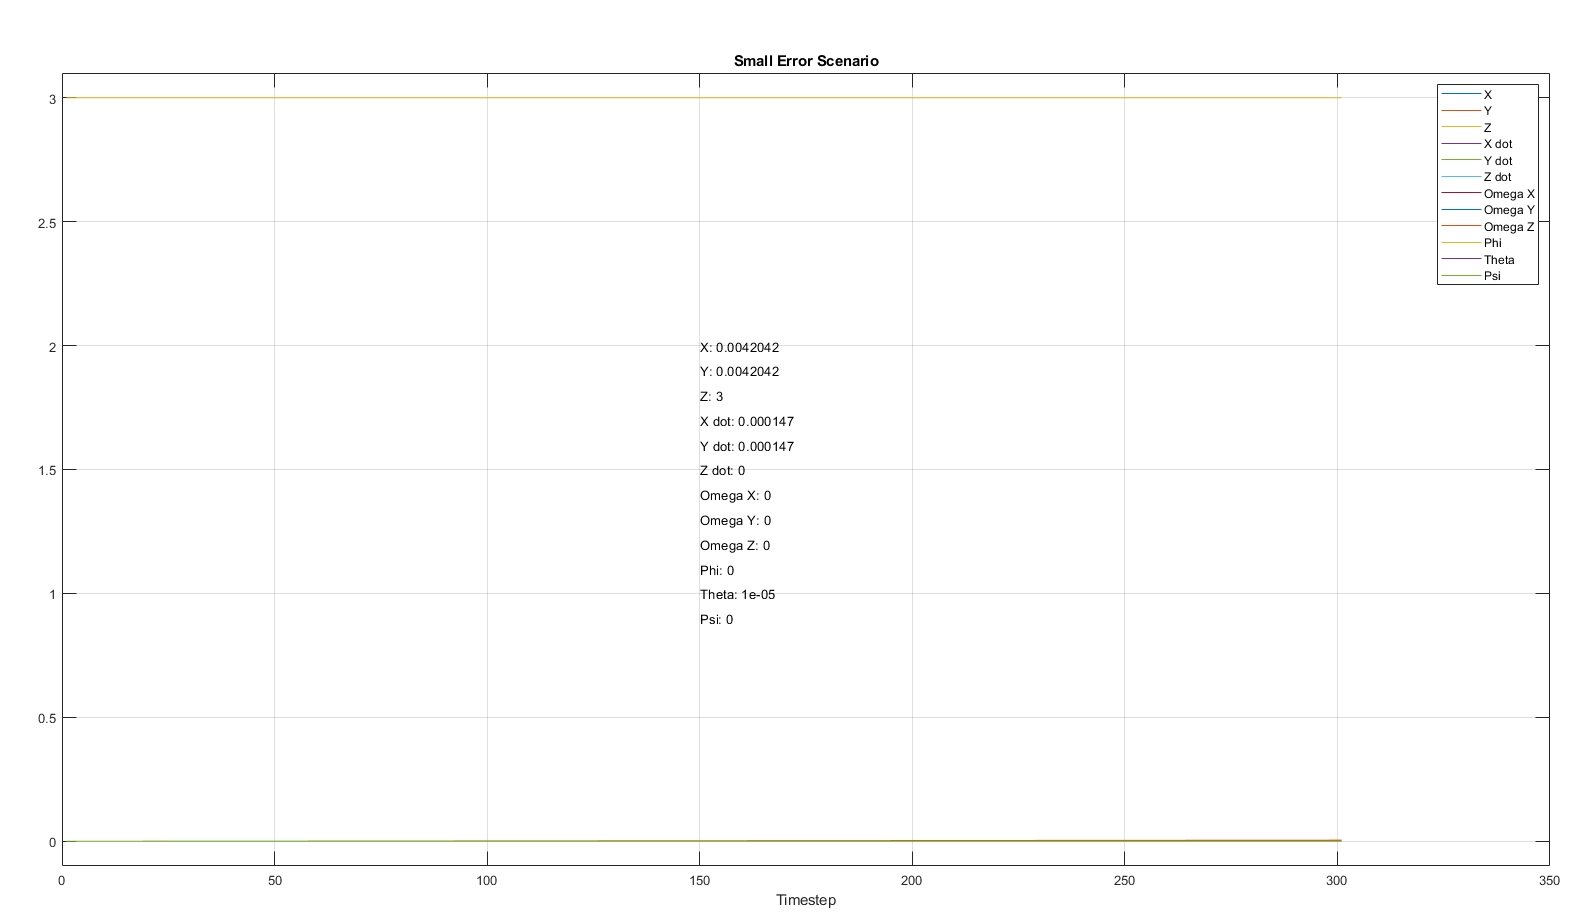 Small Error Scenario
3
2.5
2
1.5
1
0.5
0
X
Y
Z
X dot
Y dot
Z dot
Omega X
Omega Y
Omega Z
Phi
Theta
Psi
X: 0.0042042
Y: 0.0042042
Z: 3
X dot: 0.000147
Y dot: 0.000147
Z dot: 0
Omega X: 0
Omega Y: 0
Omega Z: 0
Phi: 0
Theta: 1e-05
Psi: 0
0 50 100 150 200 250 300 350
Timestep